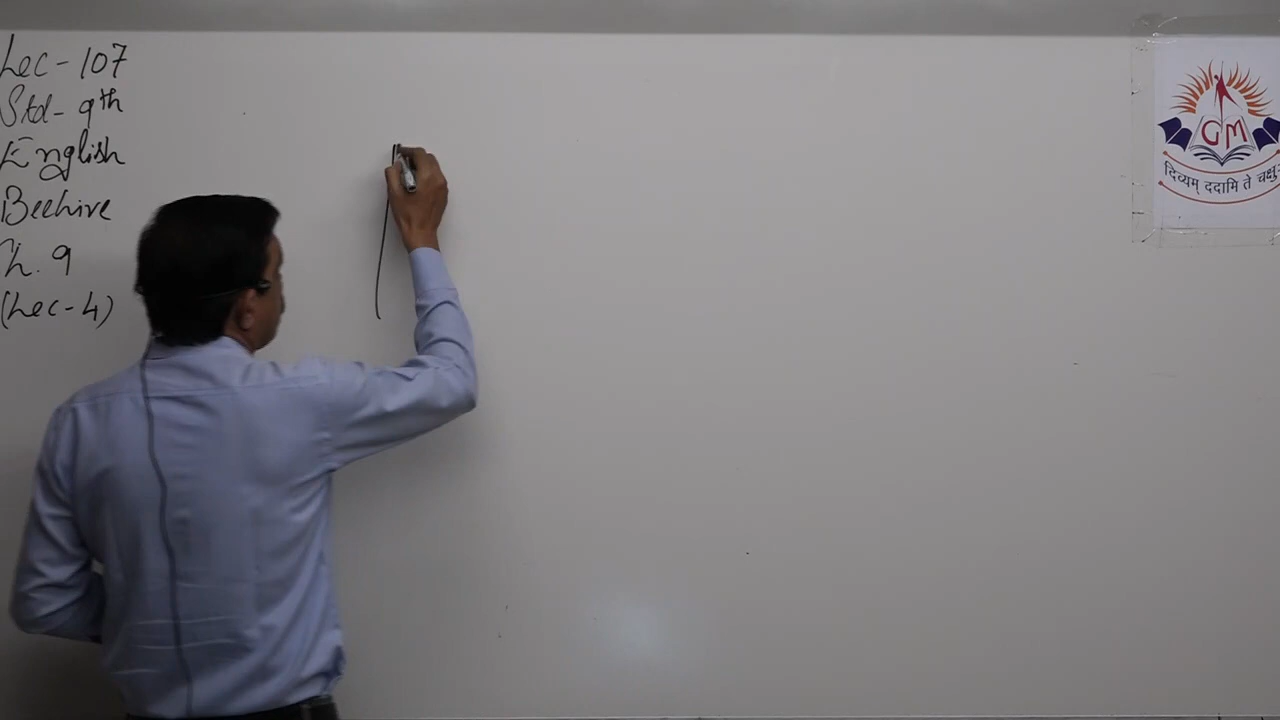 Lec - 107
Std - 9th
English
Beehive
Ch. 9
(Lec - 4)
GM
दिव्यम् ददामि ते चक्षु: